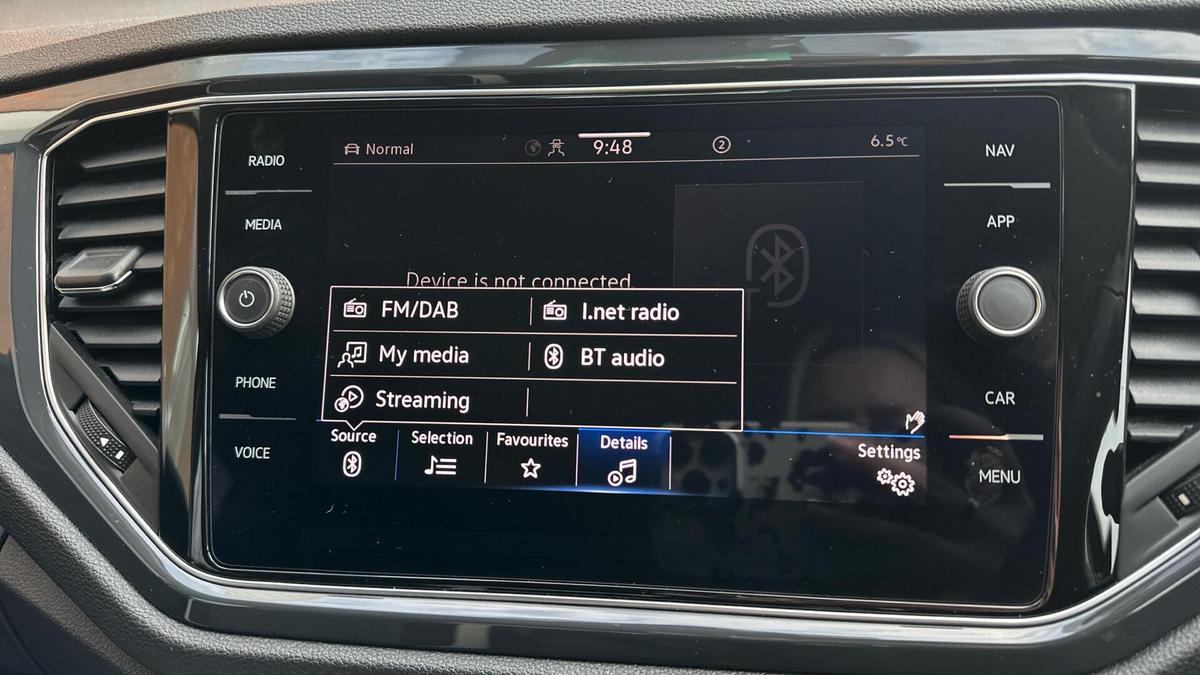 RADIO
MEDIA
PHONE
VOICE
Normal
9:48
2
6.5°C
Device is not connected.
FM/DAB
I.net radio
My media
BT audio
Streaming
Source
Selection
Favourites
Details
Settings
NAV
APP
CAR
MENU